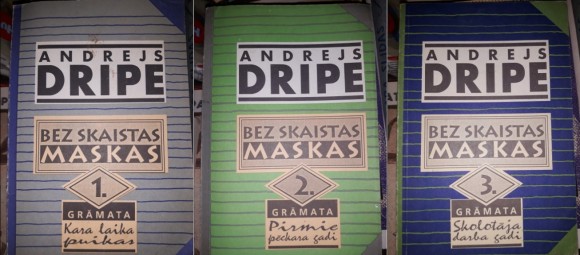 ANDREJS
DRIPE
BEZ SKAISTAS
MASKAS
1.
GRĀMATA
Kara laika
puikas
ANDREJS
DRIPE
BEZ SKAISTAS
MASKAS
2.
GRĀMATA
Pirmie
pēckara gadi
ANDREJS
DRIPE
BEZ SKAISTAS
MASKAS
3.
GRĀMATA
Skolotāja
darba gadi